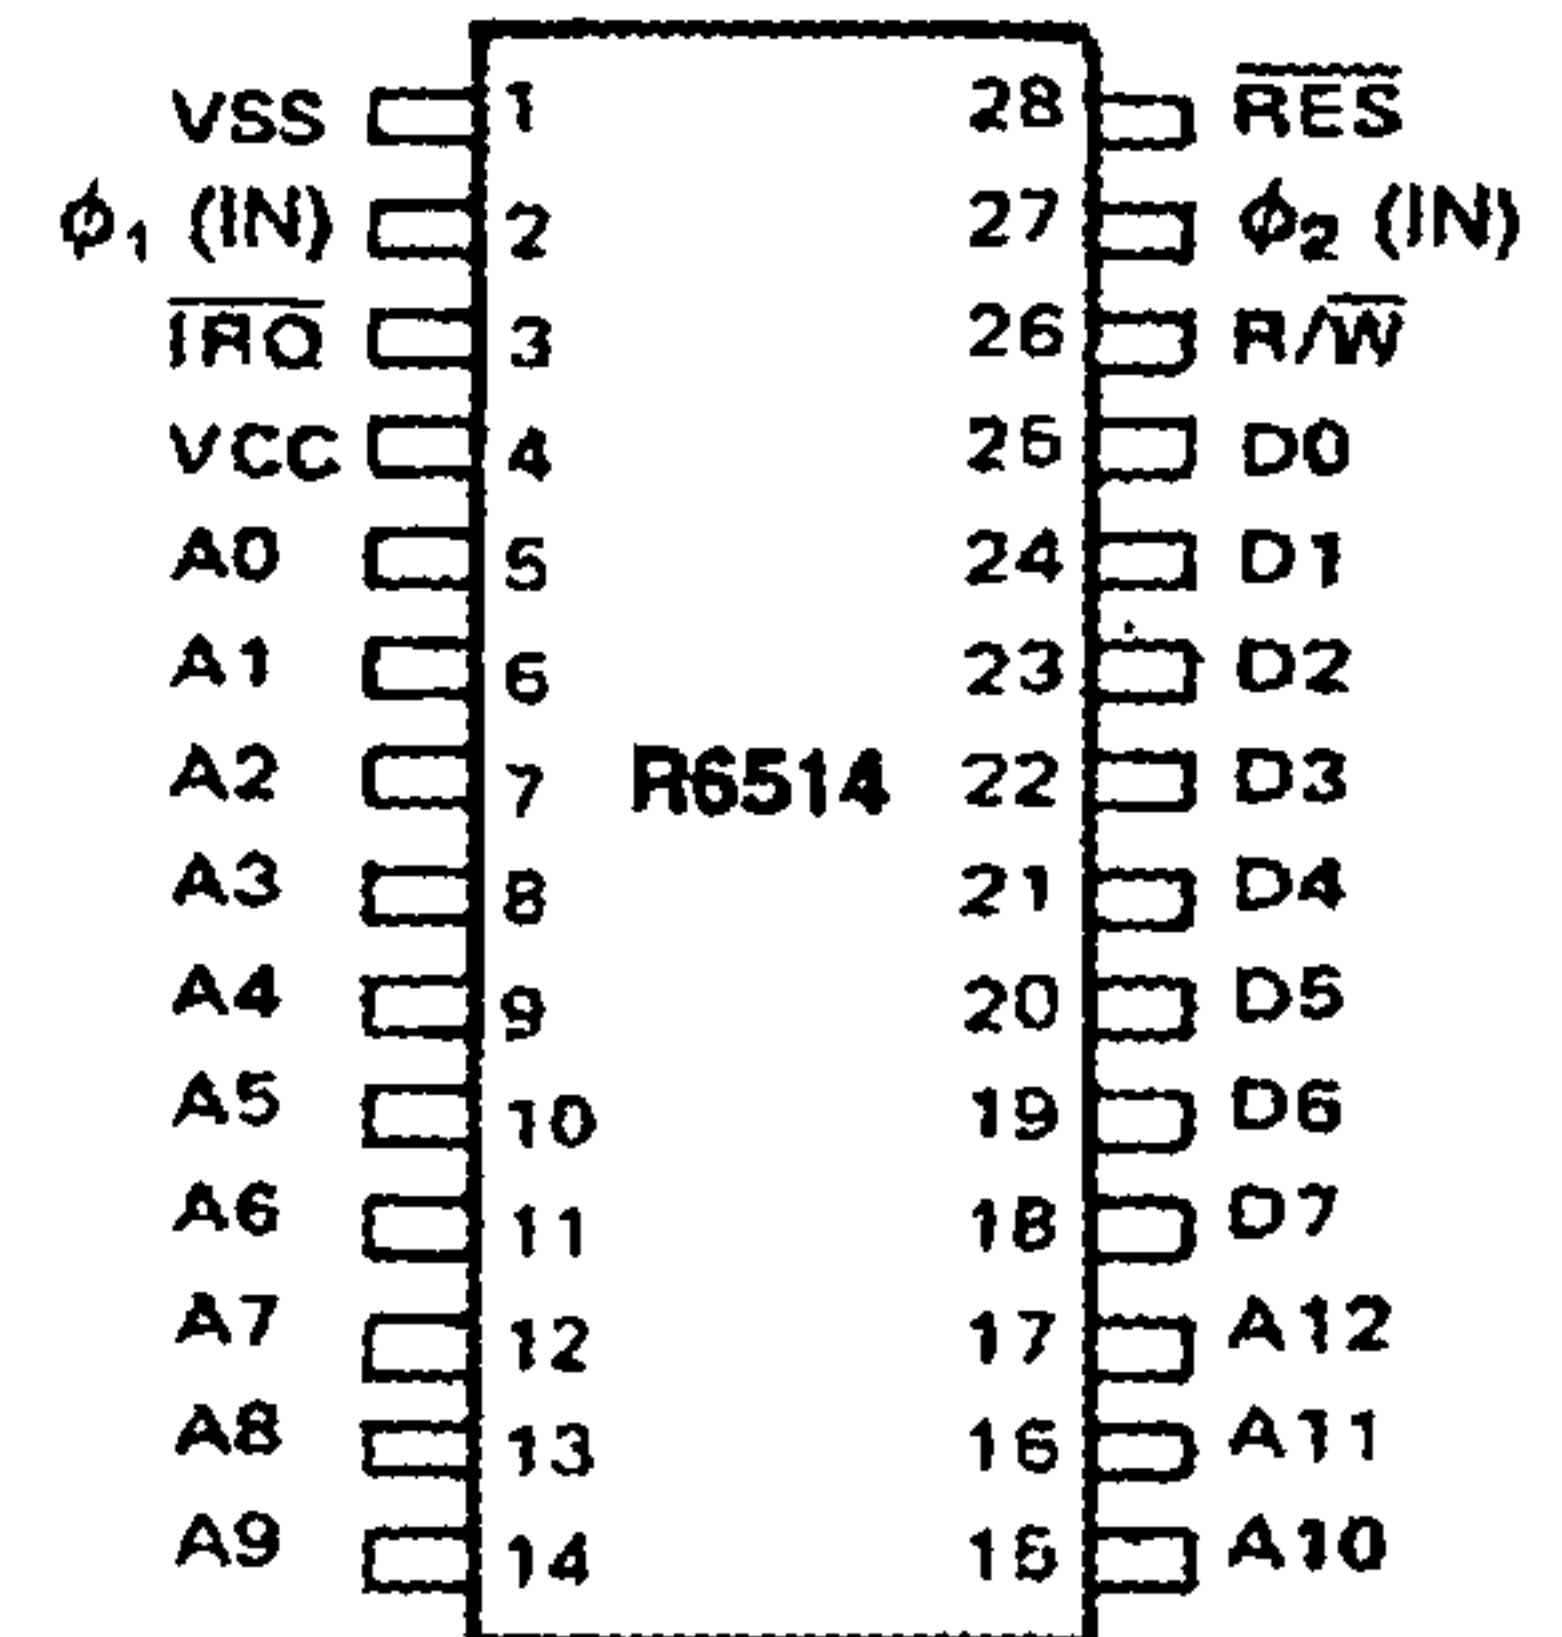 VSS 1 28 R̅E̅S̅
ϕ₁ (IN) 2 27 ϕ₂ (IN)
I̅R̅Q̅ 3 26 R/W̅
VCC 4 25 D0
A0 5 24 D1
A1 6 23 D2
A2 7 R6514 22 D3
A3 8 21 D4
A4 9 20 D5
A5 10 19 D6
A6 11 18 D7
A7 12 17 A12
A8 13 16 A11
A9 14 15 A10